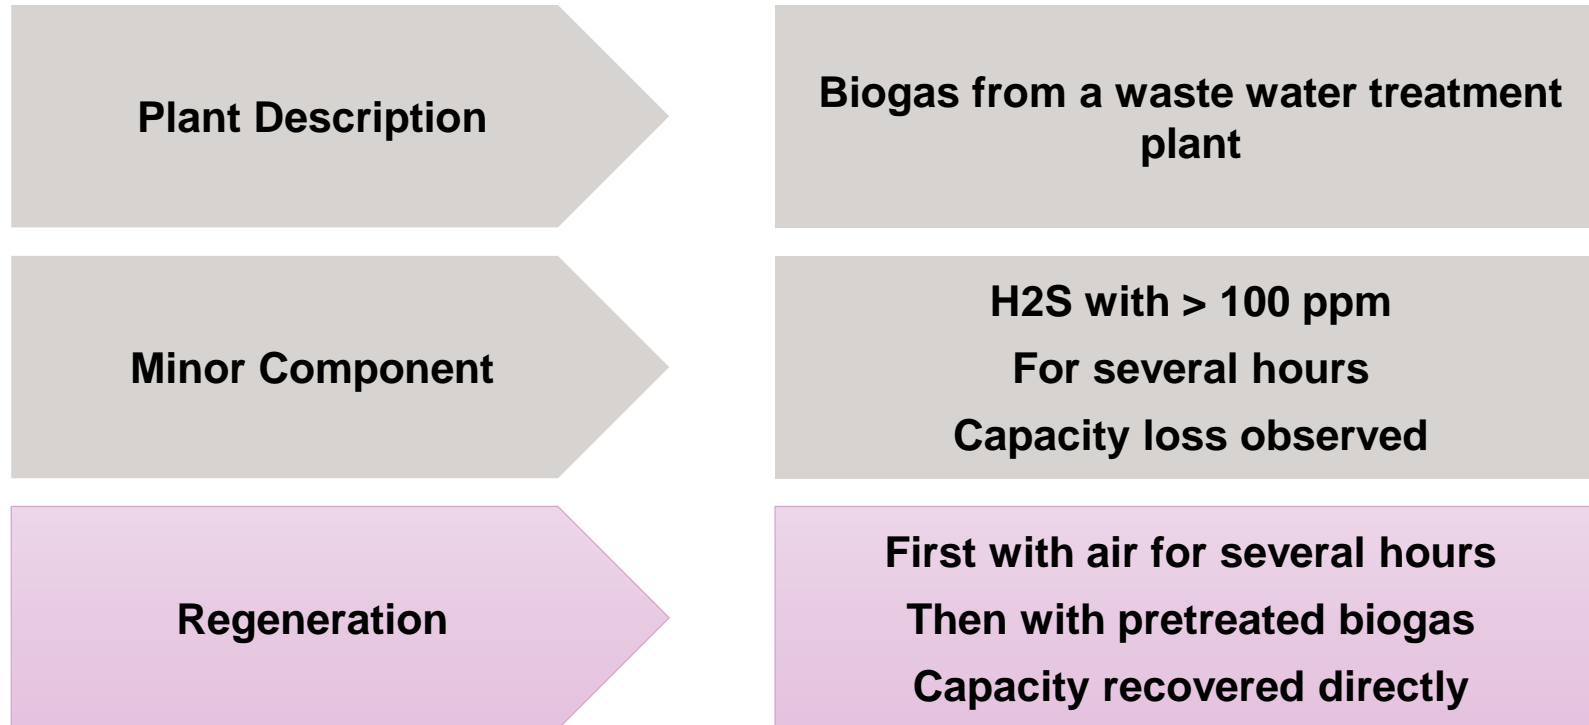 Plant Description
Biogas from a waste water treatment
plant
Minor Component
H2S with > 100 ppm
For several hours
Capacity loss observed
Regeneration
First with air for several hours
Then with pretreated biogas
Capacity recovered directly